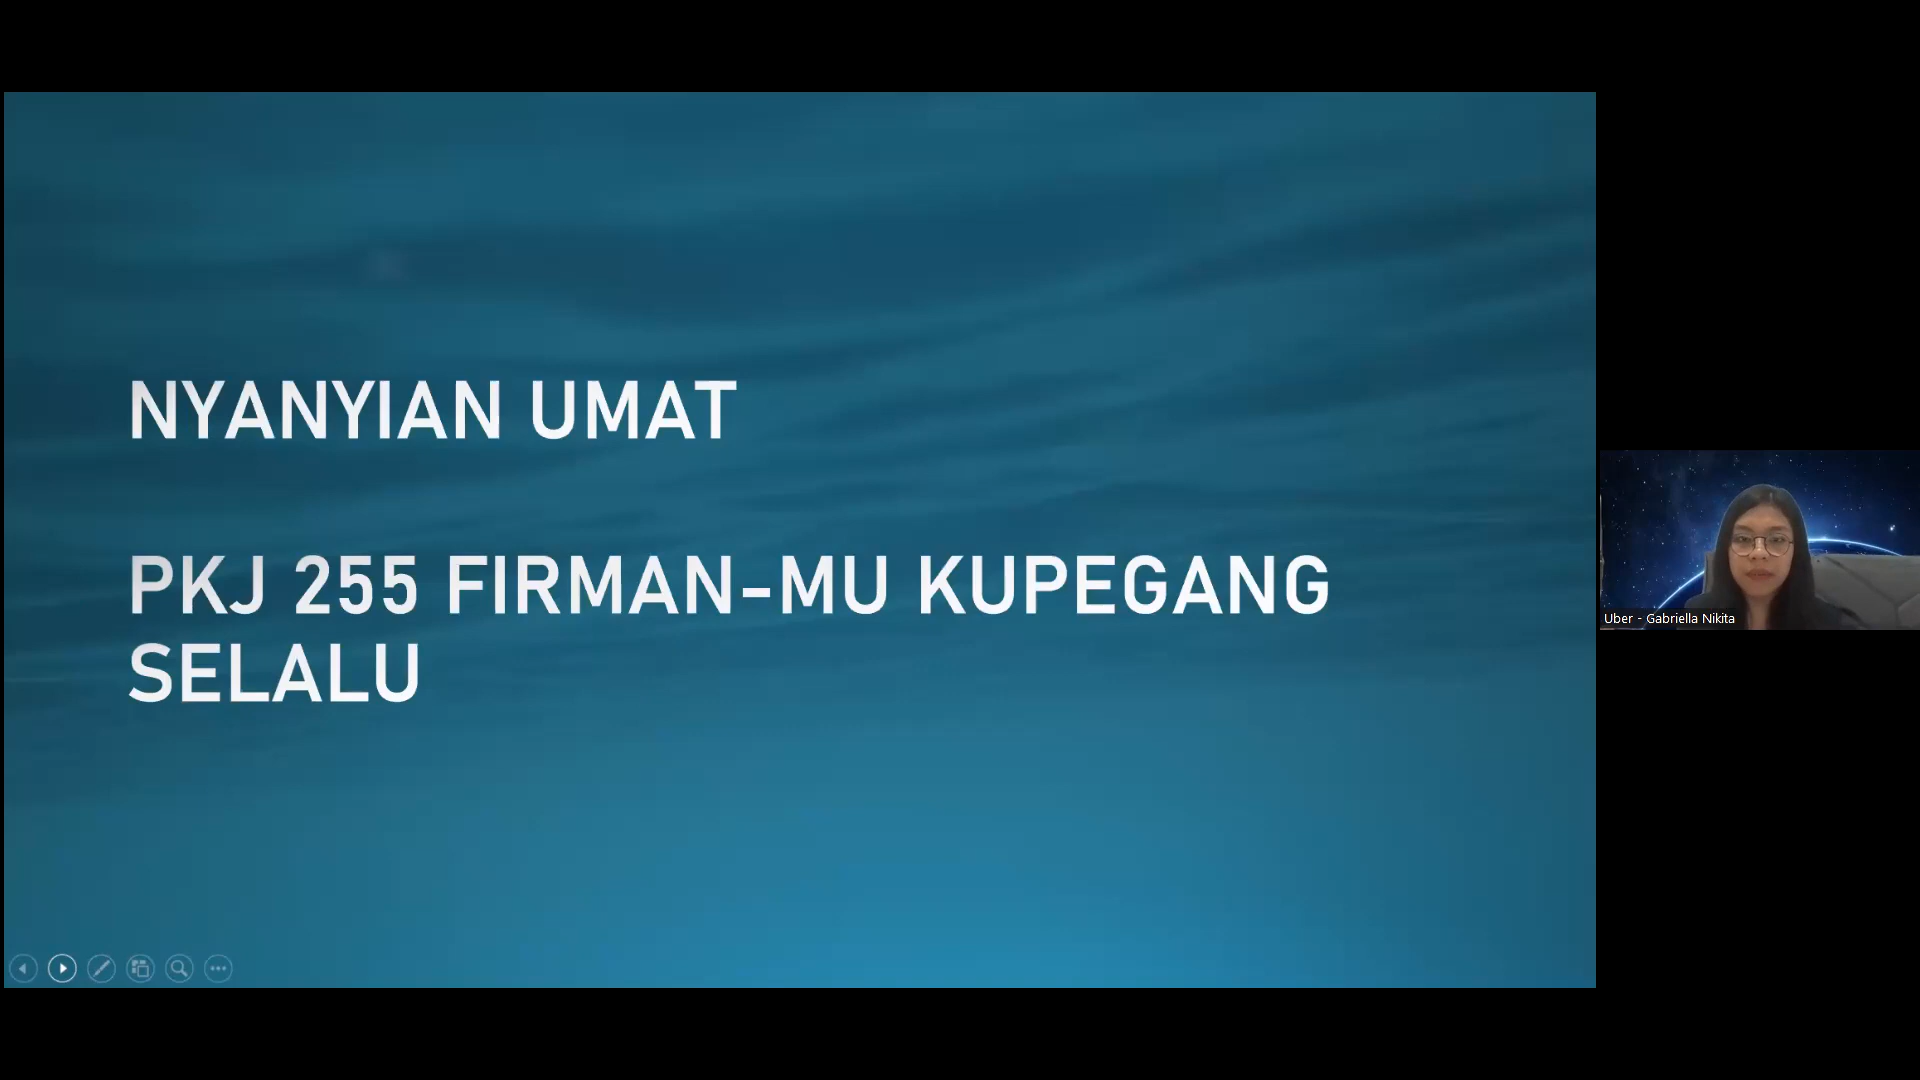 NYANYIAN UMAT
PKJ 255 FIRMAN-MU KUPEGANG
SELALU
Uber - Gabriella Nikita